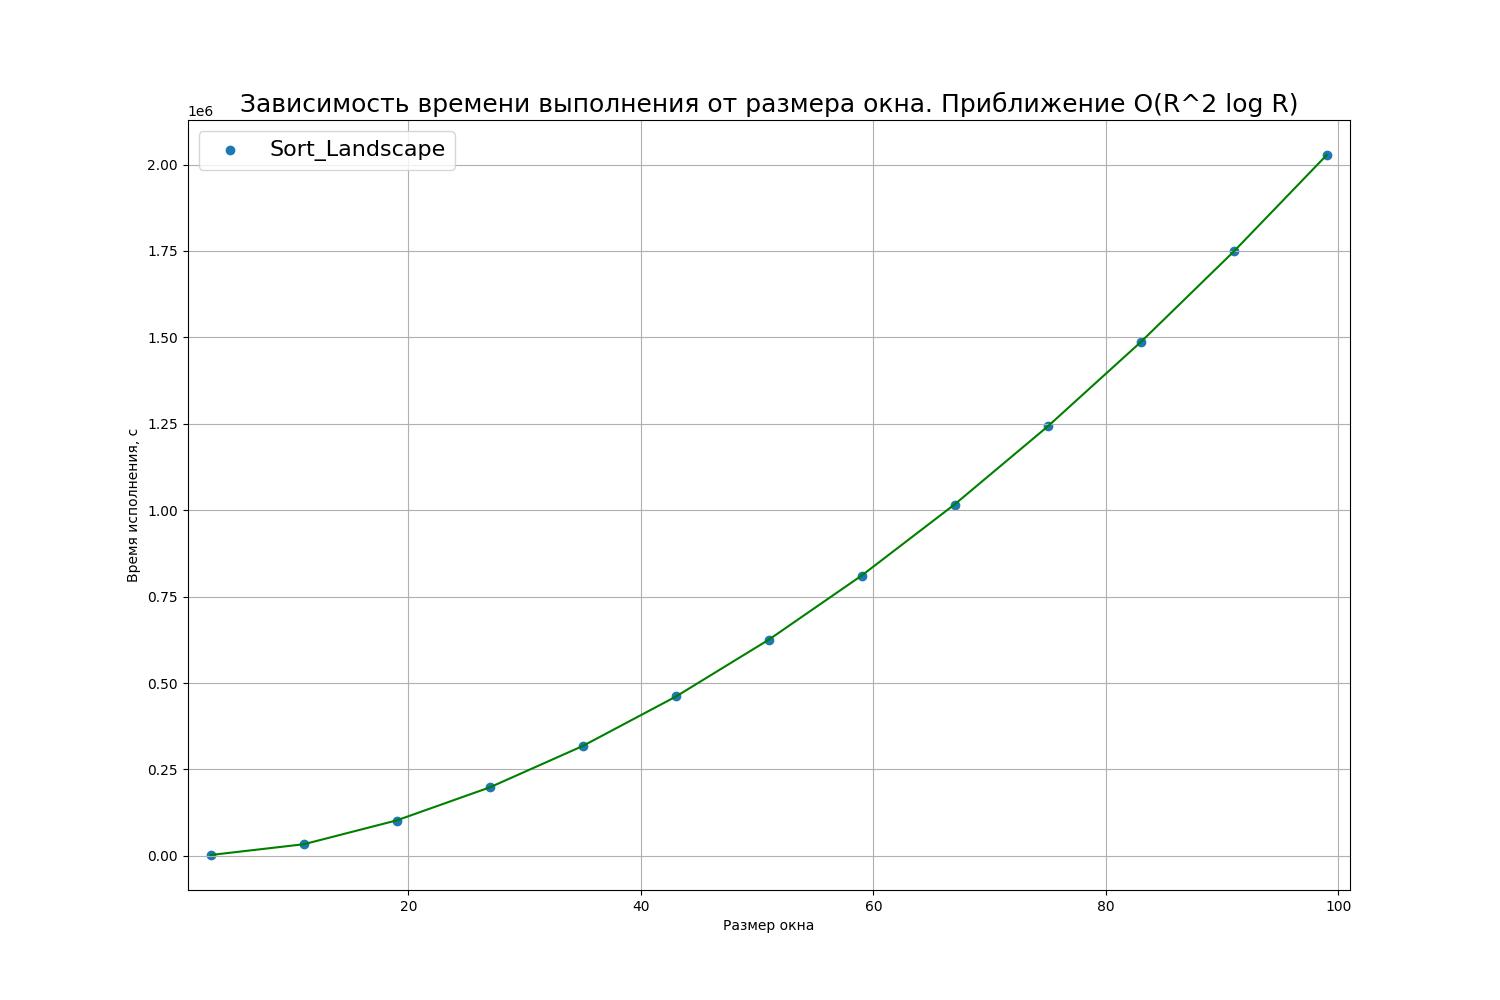 Зависимость времени выполнения от размера окна. Приближение O(R^2 log R)
1e6
Sort_Landscape
2.00
1.75
1.50
1.25
1.00
0.75
0.50
0.25
0.00
Время исполнения, с
20
40
60
80
100
Размер окна